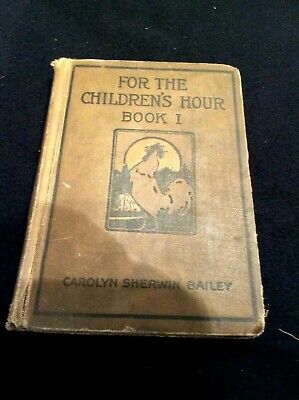 FOR THE
CHILDREN'S HOUR
BOOK I
CAROLYN SHERWIN BAILEY